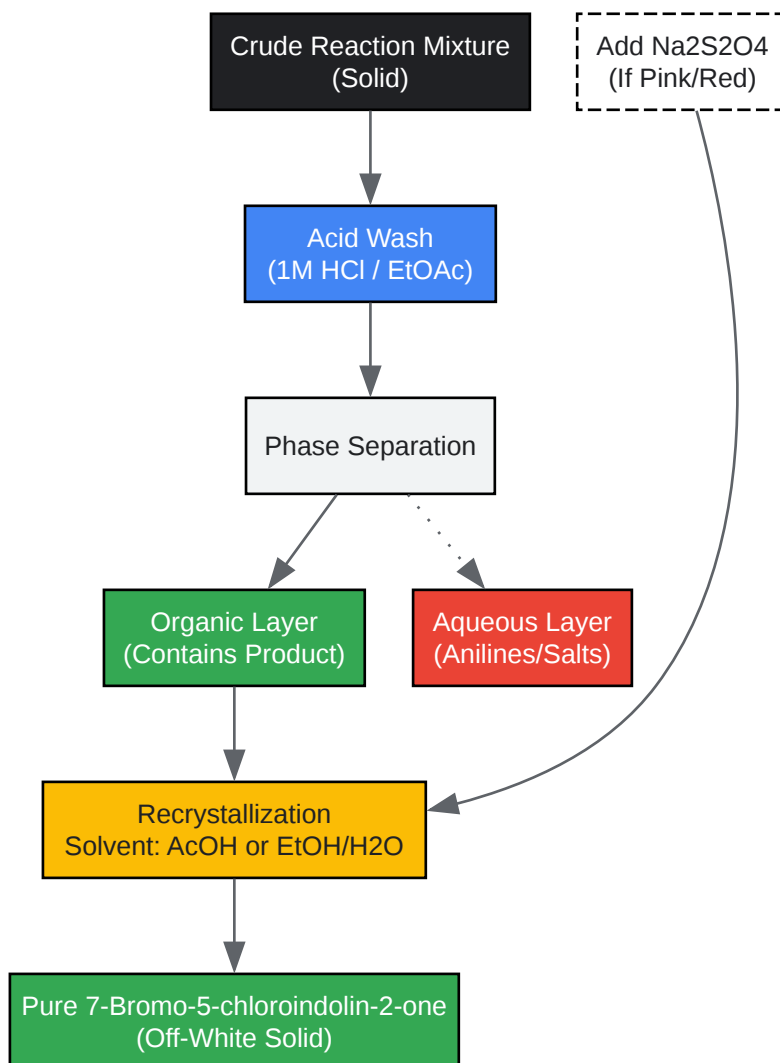 Crude Reaction Mixture
(Solid)
Add Na2S2O4
(If Pink/Red)
Acid Wash
(1M HCl / EtOAc)
Phase Separation
Organic Layer
(Contains Product)
Aqueous Layer
(Anilines/Salts)
Recrystallization
Solvent: AcOH or EtOH/H2O
Pure 7-Bromo-5-chloroindolin-2-one
(Off-White Solid)